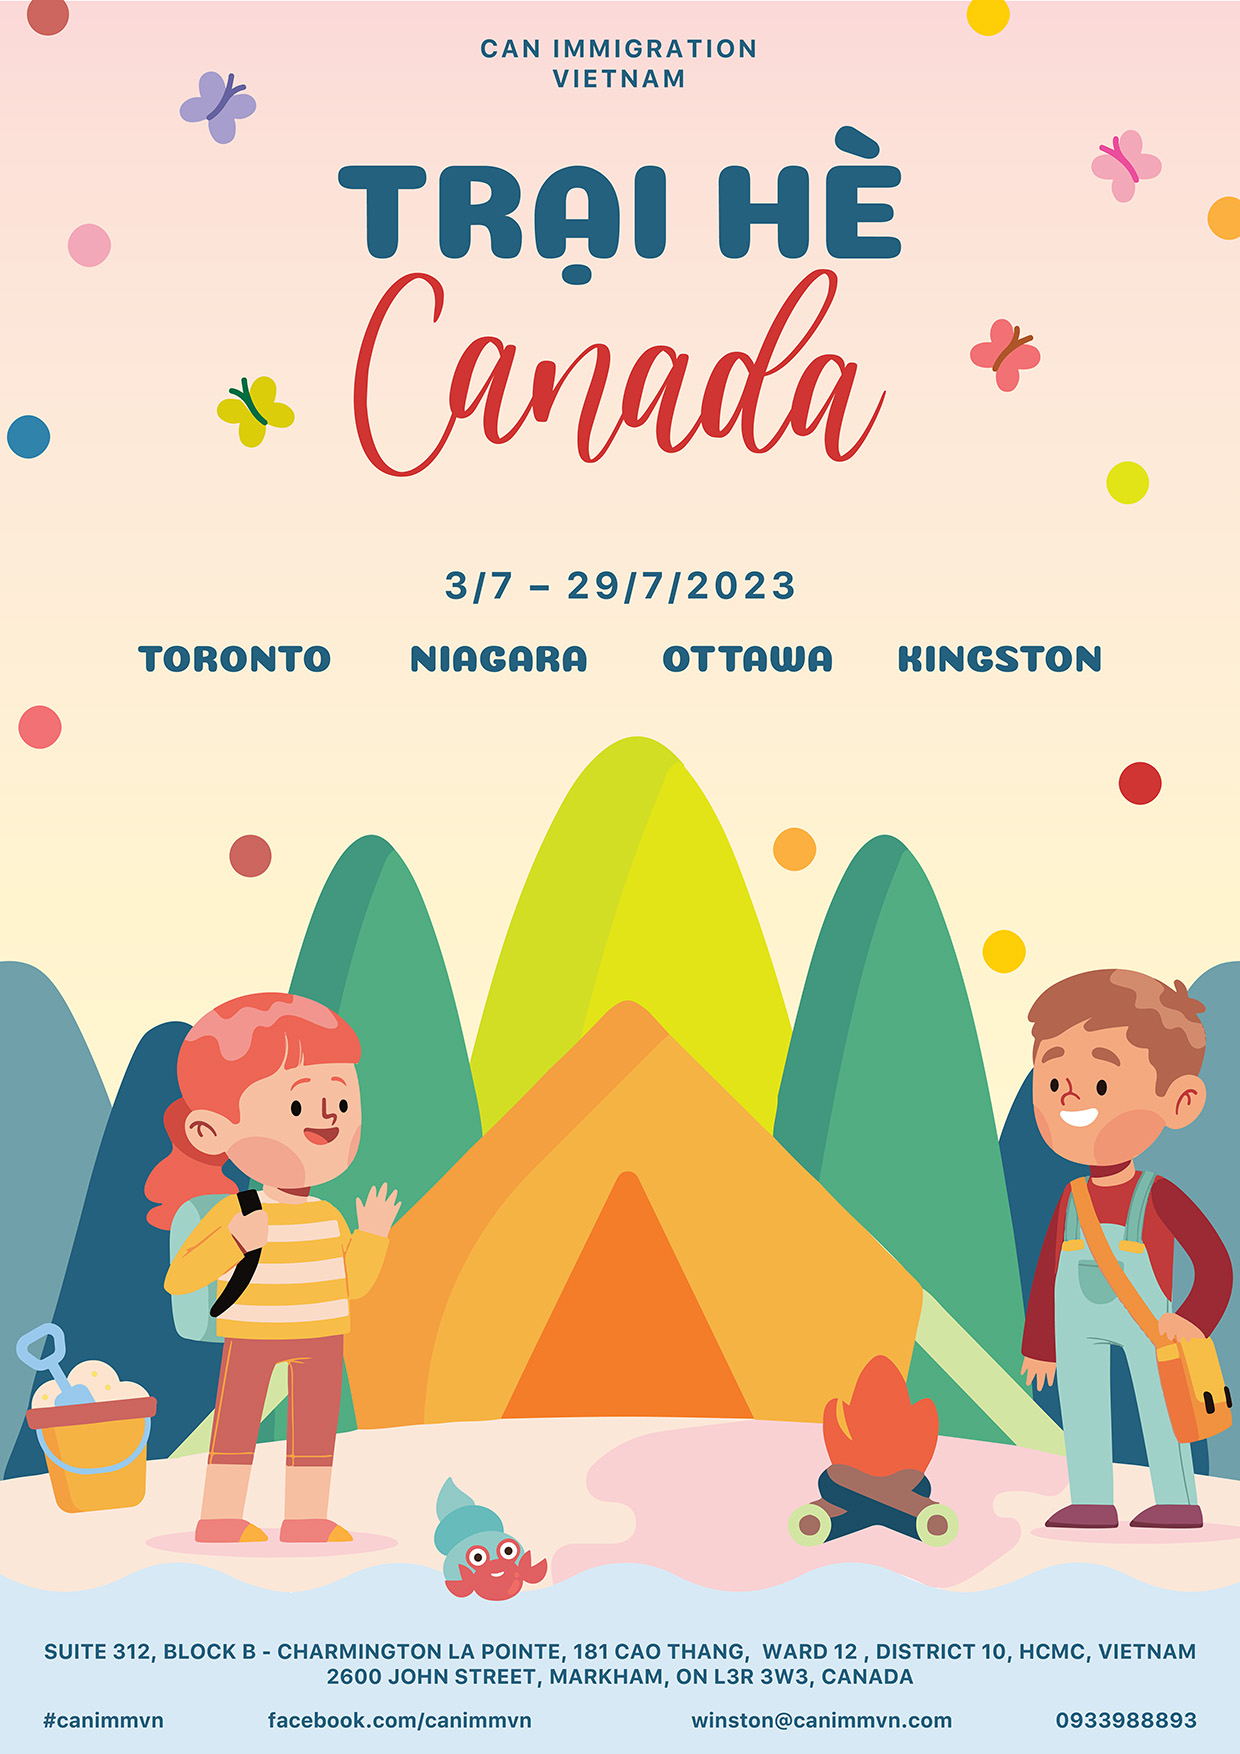 CAN IMMIGRATION
VIETNAM
TRẠI HÈ
Canada
3/7 – 29/7/2023
TORONTO NIAGARA OTTAWA KINGSTON
SUITE 312, BLOCK B - CHARMINGTON LA POINTE, 181 CAO THANG, WARD 12 , DISTRICT 10, HCMC, VIETNAM
2600 JOHN STREET, MARKHAM, ON L3R 3W3, CANADA
#canimmvn facebook.com/canimmvn winston@canimmvn.com 0933988893